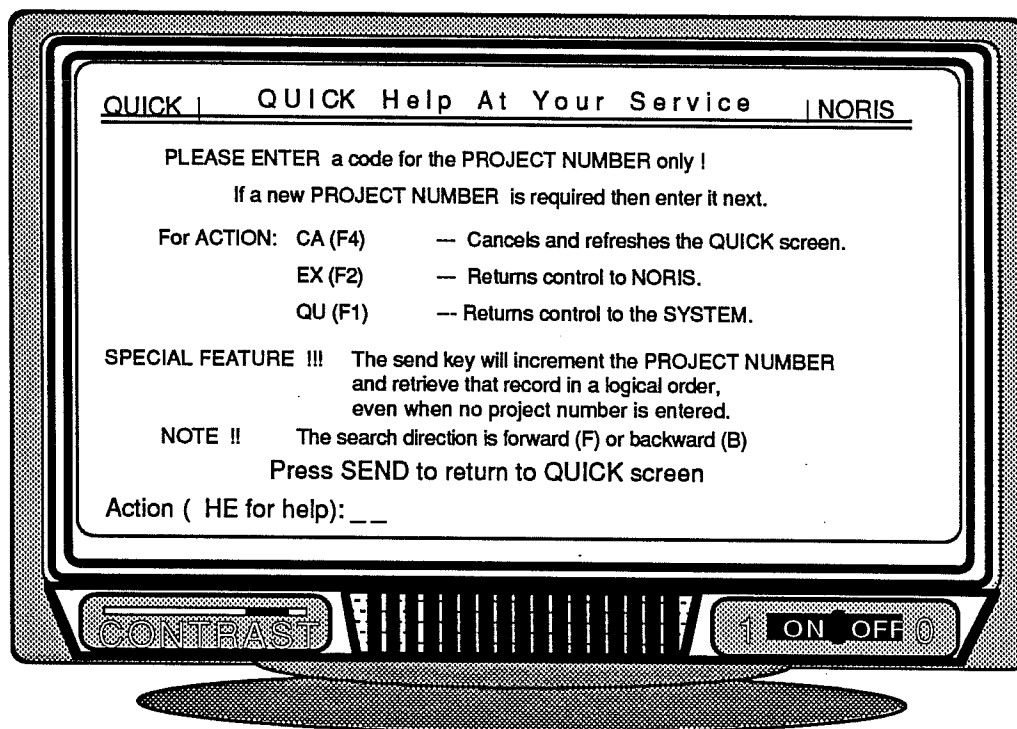 QUICK | QUICK Help At Your Service | NORIS
PLEASE ENTER a code for the PROJECT NUMBER only !
If a new PROJECT NUMBER is required then enter it next.
For ACTION: CA (F4) --- Cancels and refreshes the QUICK screen.
EX (F2) --- Returns control to NORIS.
QU (F1) --- Returns control to the SYSTEM.
SPECIAL FEATURE !!! The send key will increment the PROJECT NUMBER
and retrieve that record in a logical order,
even when no project number is entered.
NOTE !! The search direction is forward (F) or backward (B)
Press SEND to return to QUICK screen
Action ( HE for help): _ _
CONTRAST 1 ON OFF 0